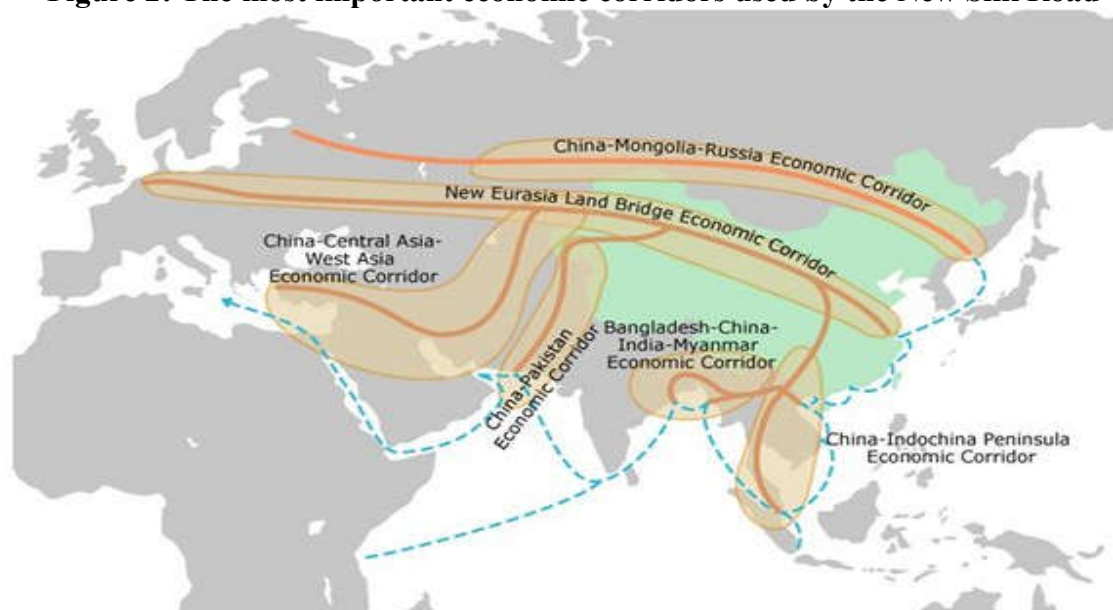 Figure 2: The most important economic corridors used by the New Silk Road
China-Mongolia-Russia Economic Corridor
New Eurasia Land Bridge Economic Corridor
China-Central Asia-
West Asia
Economic Corridor
China-Pakistan
Economic Corridor
Bangladesh-China-
India-Myanmar
Economic Corridor
China-Indochina Peninsula
Economic Corridor